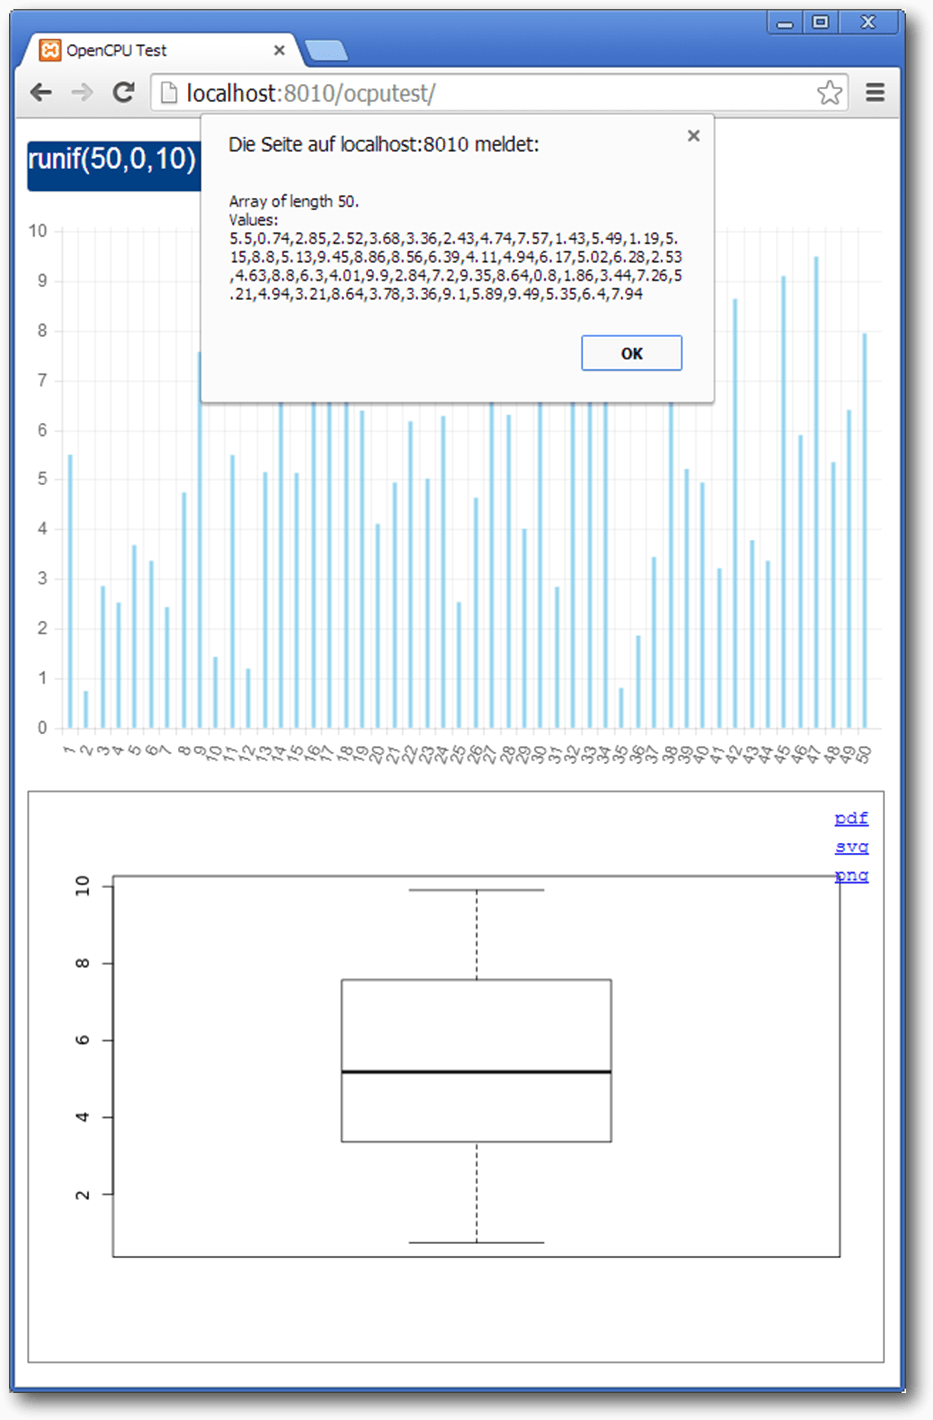 OpenCPU Test
localhost:8010/ocputest/
runif(50,0,10)
Die Seite auf localhost:8010 meldet:
Array of length 50.
Values:
5.5,0.74,2.85,2.52,3.68,3.36,2.43,4.74,7.57,1.43,5.49,1.19,5.
15,8.8,5.13,9.45,8.86,8.56,6.39,4.11,4.94,6.17,5.02,6.28,2.53
,4.63,8.8,6.3,4.01,9.9,2.84,7.2,9.35,8.64,0.8,1.86,3.44,7.26,5
.21,4.94,3.21,8.64,3.78,3.36,9.1,5.89,9.49,5.35,6.4,7.94
OK
10
9
8
7
6
5
4
3
2
1
0
1 2 3 4 5 6 7 8 9 10 11 12 13 14 15 16 17 18 19 20 21 22 23 24 25 26 27 28 29 30 31 32 33 34 35 36 37 38 39 40 41 42 43 44 45 46 47 48 49 50
pdf
svg
png
10
8
6
4
2